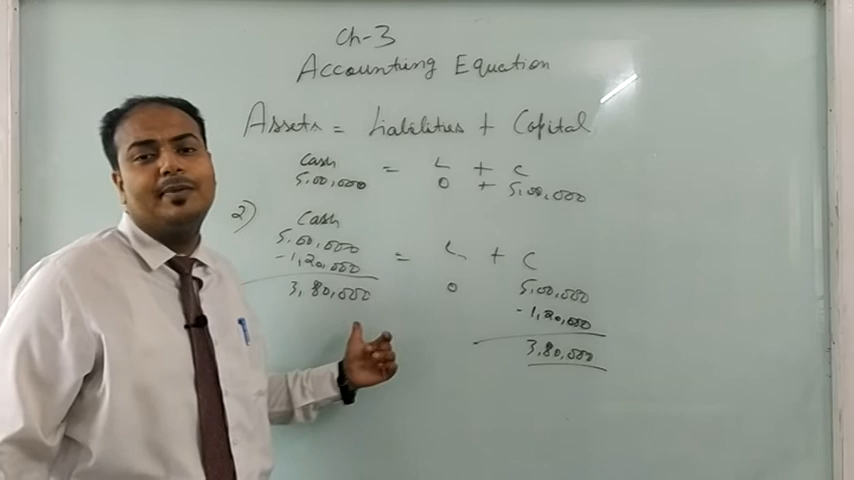 Ch-3
Accounting Equation
Assets = Liabilities + Capital
Cash = L + C
5,00,000 0 + 5,00,000
2) Cash
5,00,000 = L + C
-1,20,000
3,80,000 0 5,00,000
-1,20,000
3,80,000